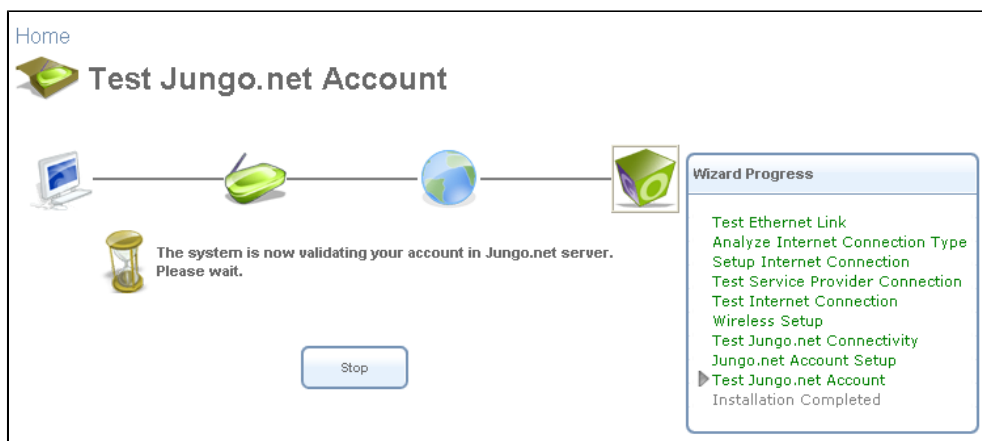 Home
Test Jungo.net Account
The system is now validating your account in Jungo.net server.
Please wait.
Stop
Wizard Progress
Test Ethernet Link
Analyze Internet Connection Type
Setup Internet Connection
Test Service Provider Connection
Test Internet Connection
Wireless Setup
Test Jungo.net Connectivity
Jungo.net Account Setup
Test Jungo.net Account
Installation Completed